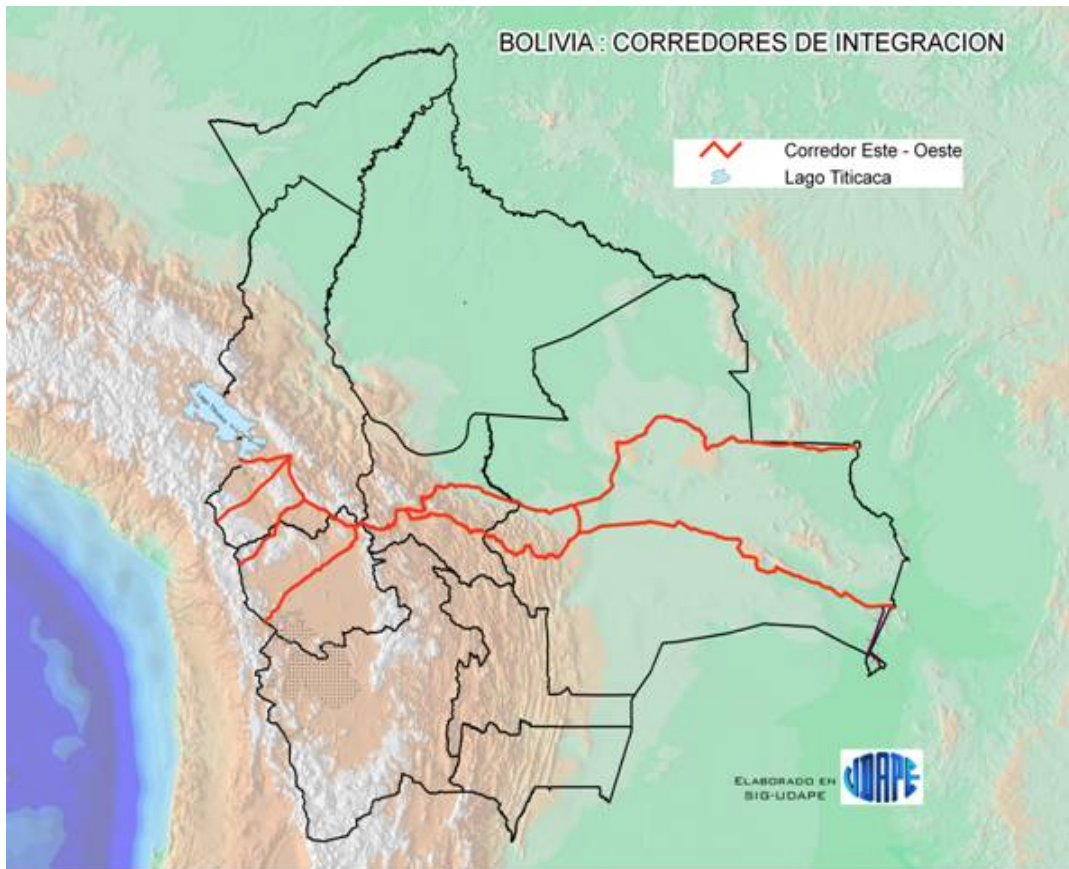 BOLIVIA : CORREDORES DE INTEGRACION
Corredor Este - Oeste
Lago Titicaca
ELABORADO EN
SIG-UDAPE
UDAPE